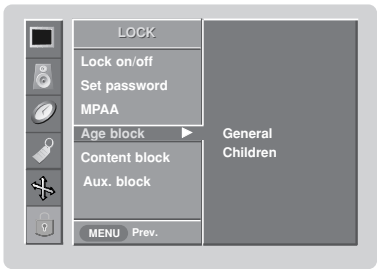 LOCK
Lock on/off
Set password
MPAA
Age block
Content block
Aux. block
MENU Prev.
General
Children